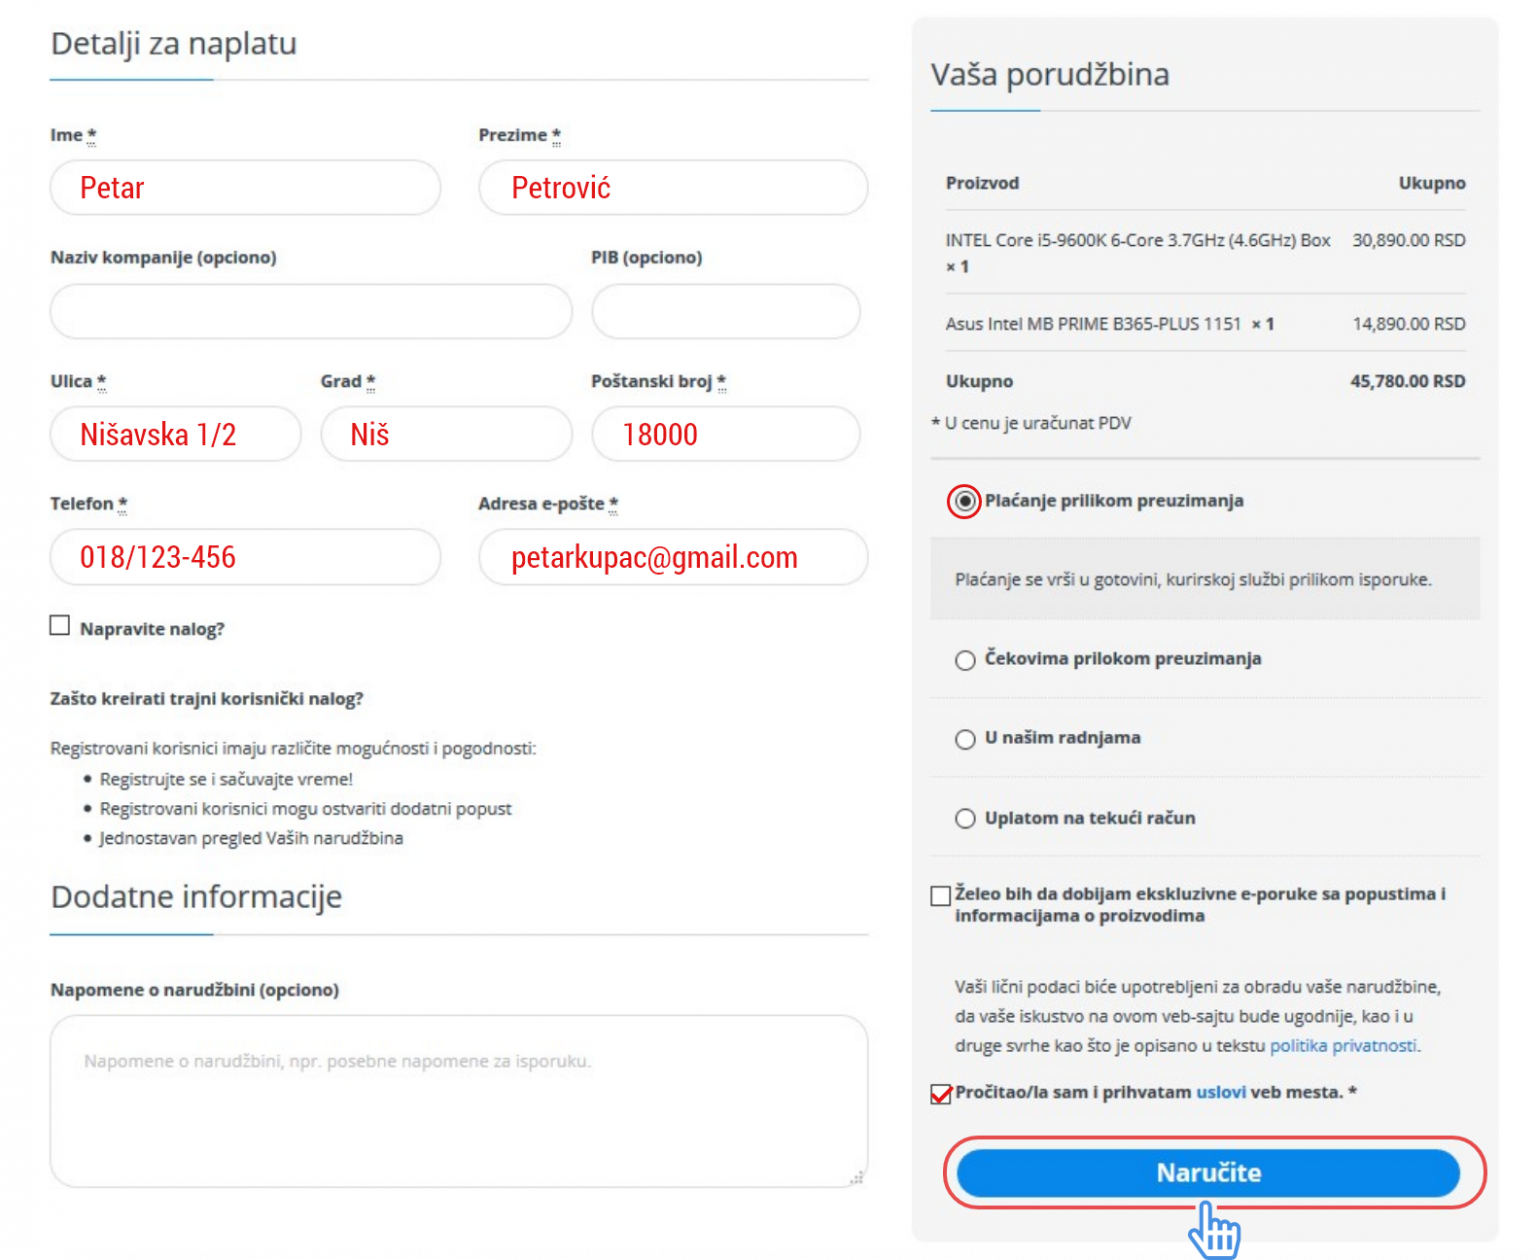 Detalji za naplatu
Ime *
Prezime *
Petar
Petrović
Naziv kompanije (opciono)
PIB (opciono)
Ulica *
Grad *
Poštanski broj *
Nišavska 1/2
Niš
18000
Telefon *
Adresa e-pošte *
018/123-456
petarkupac@gmail.com
Napravite nalog?
Zašto kreirati trajni korisnički nalog?
Registrovani korisnici imaju različite mogućnosti i pogodnosti:
• Registrujte se i sačuvajte vreme!
• Registrovani korisnici mogu ostvariti dodatni popust
• Jednostavan pregled Vaših narudžbina
Dodatne informacije
Napomene o narudžbini (opciono)
Napomene o narudžbini, npr. posebne napomene za isporuku.
Vaša porudžbina
Proizvod
Ukupno
INTEL Core i5-9600K 6-Core 3.7GHz (4.6GHz) Box
× 1
30,890.00 RSD
Asus Intel MB PRIME B365-PLUS 1151 × 1
14,890.00 RSD
Ukupno
45,780.00 RSD
* U cenu je uračunat PDV
Plaćanje prilikom preuzimanja
Plaćanje se vrši u gotovini, kurirskoj službi prilikom isporuke.
Čekovima prilokom preuzimanja
U našim radnjama
Uplatom na tekući račun
Želeo bih da dobijam ekskluzivne e-poruke sa popustima i
informacijama o proizvodima
Vaši lični podaci biće upotrebljeni za obradu vaše narudžbine,
da vaše iskustvo na ovom veb-sajtu bude ugodnije, kao i u
druge svrhe kao što je opisano u tekstu politika privatnosti.
Pročitao/la sam i prihvatam uslovi veb mesta. *
Naručite